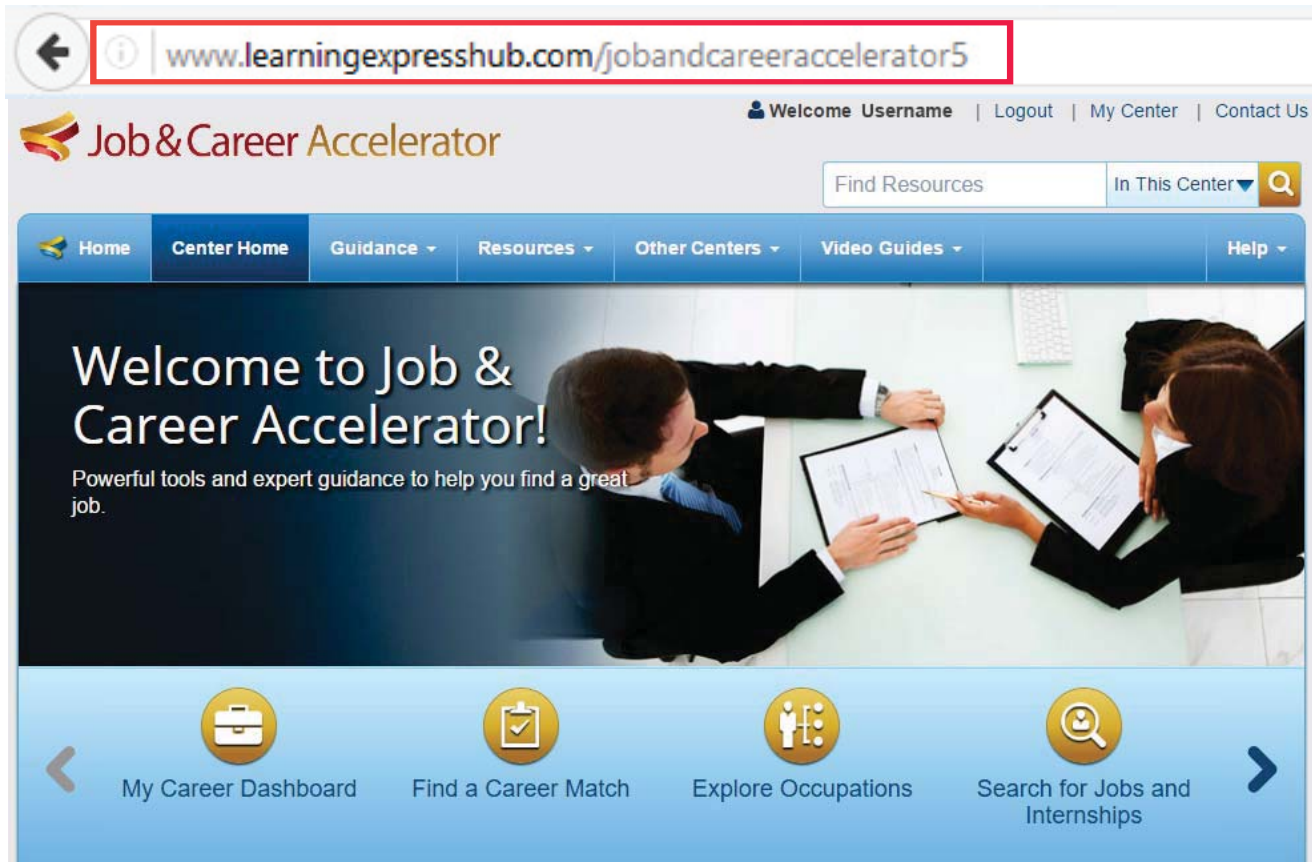 www.learningexpresshub.com/jobandcareeraccelerator5
Welcome Username | Logout | My Center | Contact Us
Job & Career Accelerator
Find Resources In This Center
Home Center Home Guidance Resources Other Centers Video Guides Help
Welcome to Job &
Career Accelerator!
Powerful tools and expert guidance to help you find a great
job.
My Career Dashboard Find a Career Match Explore Occupations Search for Jobs and
Internships